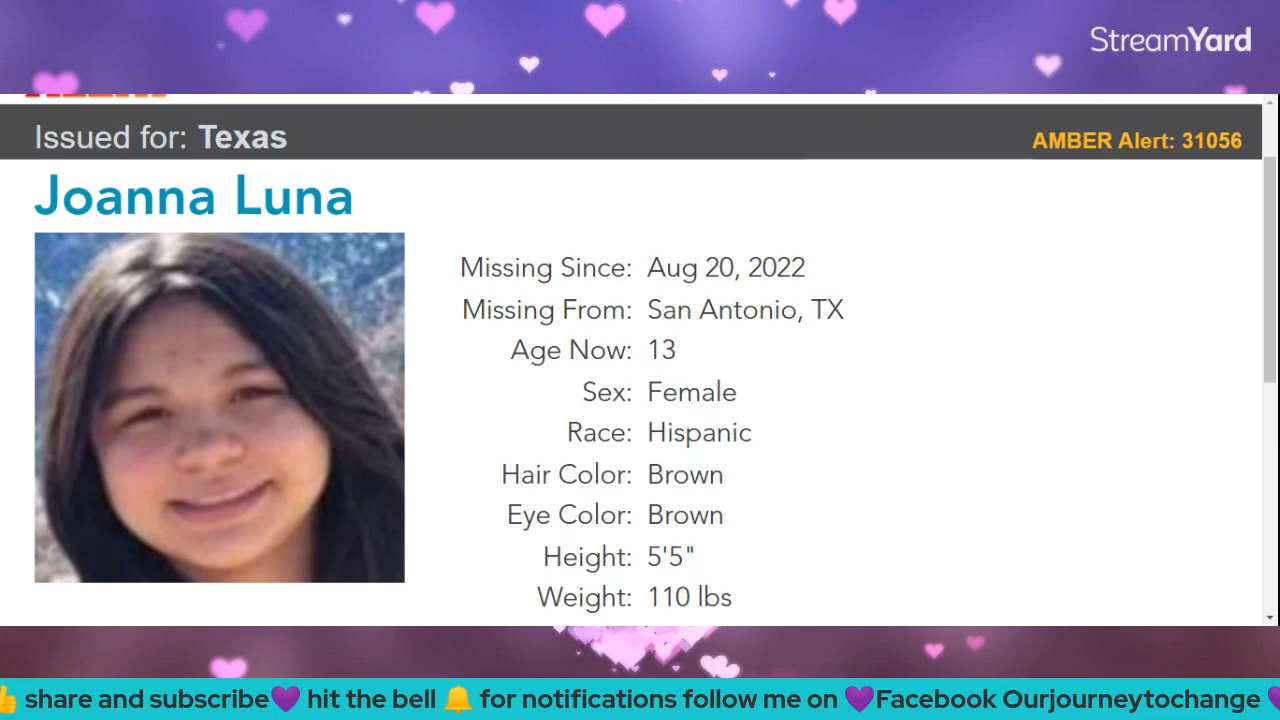 StreamYard
Issued for: Texas
AMBER Alert: 31056
Joanna Luna
Missing Since: Aug 20, 2022
Missing From: San Antonio, TX
Age Now: 13
Sex: Female
Race: Hispanic
Hair Color: Brown
Eye Color: Brown
Height: 5'5"
Weight: 110 lbs
👍 share and subscribe💜 hit the bell 🔔 for notifications follow me on 💜Facebook Ourjourneytochange 💜